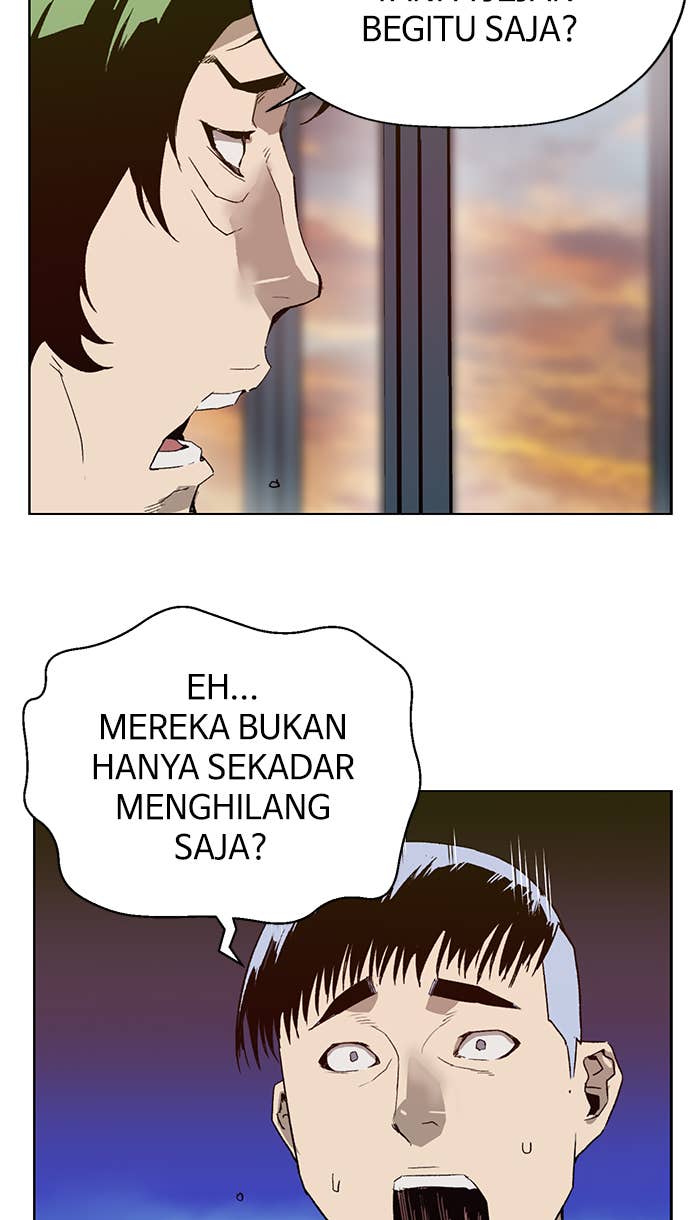 BEGITU SAJA?
EH...
MEREKA BUKAN
HANYA SEKADAR
MENGHILANG
SAJA?